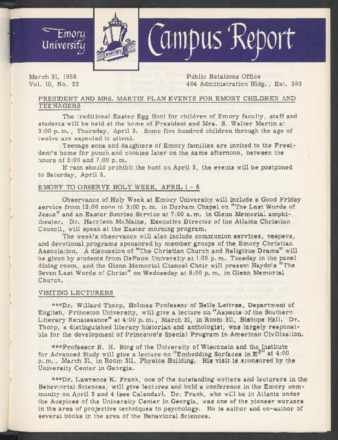 Emory
University
Campus Report
EMORY
March 31, 1958
Public Relations Office
Vol. 10, No. 22
404 Administration Bldg., Ext. 393
PRESIDENT AND MRS. MARTIN PLAN EVENTS FOR EMORY CHILDREN AND
TEENAGERS
The traditional Easter Egg Hunt for children of Emory faculty, staff and
students will be held at the home of President and Mrs. S. Walter Martin at
3:00 p.m., Thursday, April 3. Some five hundred children through the age of
twelve are expected to attend.
Teenage sons and daughters of Emory families are invited to the Presi-
dent's home for punch and cookies later on the same afternoon, between the
hours of 5:00 and 7:00 p.m.
If rain should prohibit the hunt on April 3, the events will be postponed
to Saturday, April 5.
EMORY TO OBSERVE HOLY WEEK, APRIL 1 - 6
Observance of Holy Week at Emory University will include a Good Friday
service from 12:00 noon to 3:00 p.m. in Durham Chapel on "The Last Words of
Jesus" and an Easter Sunrise Service at 7:00 a.m. in Glenn Memorial amphi-
theater. Dr. Harrison McMains, Executive Director of the Atlanta Christian
Council, will speak at the Easter morning program.
The week's observance will also include communion services, vespers,
and devotional programs sponsored by member groups of the Emory Christian
Association. A discussion of "The Christian Church and Religious Drama" will
be given by students from DePauw University at 1:00 p.m. Tuesday in the panel
dining room, and the Glenn Memorial Chancel Choir will present Haydn's "The
Seven Last Words of Christ" on Wednesday at 8:00 p.m. in Glenn Memorial
Church.
VISITING LECTURERS
***Dr. Willard Thorp, Holmes Professor of Belle Lettres, Department of
English, Princeton University, will give a lecture on "Aspects of the Southern
Literary Renaissance" at 4:00 p.m., March 31, in Room 311, Bishops Hall. Dr.
Thorp, a distinguished literary historian and anthologist, was largely responsi-
ble for the development of Princeton's Special Program in American Civilization.
***Professor R. H. Bing of the University of Wisconsin and the Institute
for Advanced Study will give a lecture on "Embedding Surfaces in at 4:00
p.m., March 31, in Room 311, Physics Building. His visit is sponsored by the
University Center in Georgia.
***Dr. Lawrence K. Frank, one of the outstanding writers and lecturers in the
Behavioral Sciences, will give lectures and hold a conference in the Emory com-
munity on April 3 and 4 (see Calendar). Dr. Frank, who will be in Atlanta under
the Auspices of the University Center in Georgia, was one of the pioneer workers
in the area of projective techniques in psychology. He is author and co-author of
several books in the area of the Behavioral Sciences.